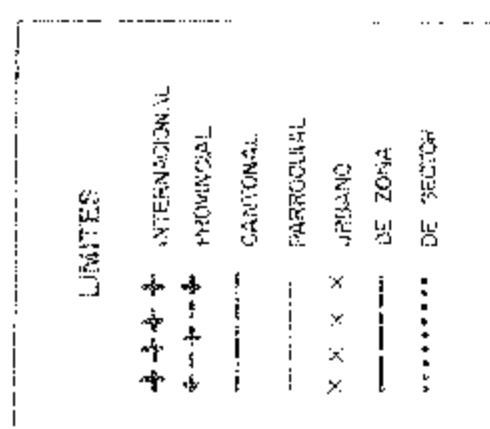 LIMITES
INTERNACIONAL
PROVINCIAL
CANTONAL
PARROQUIAL
URBANO
DE ZONA
DE SECTOR